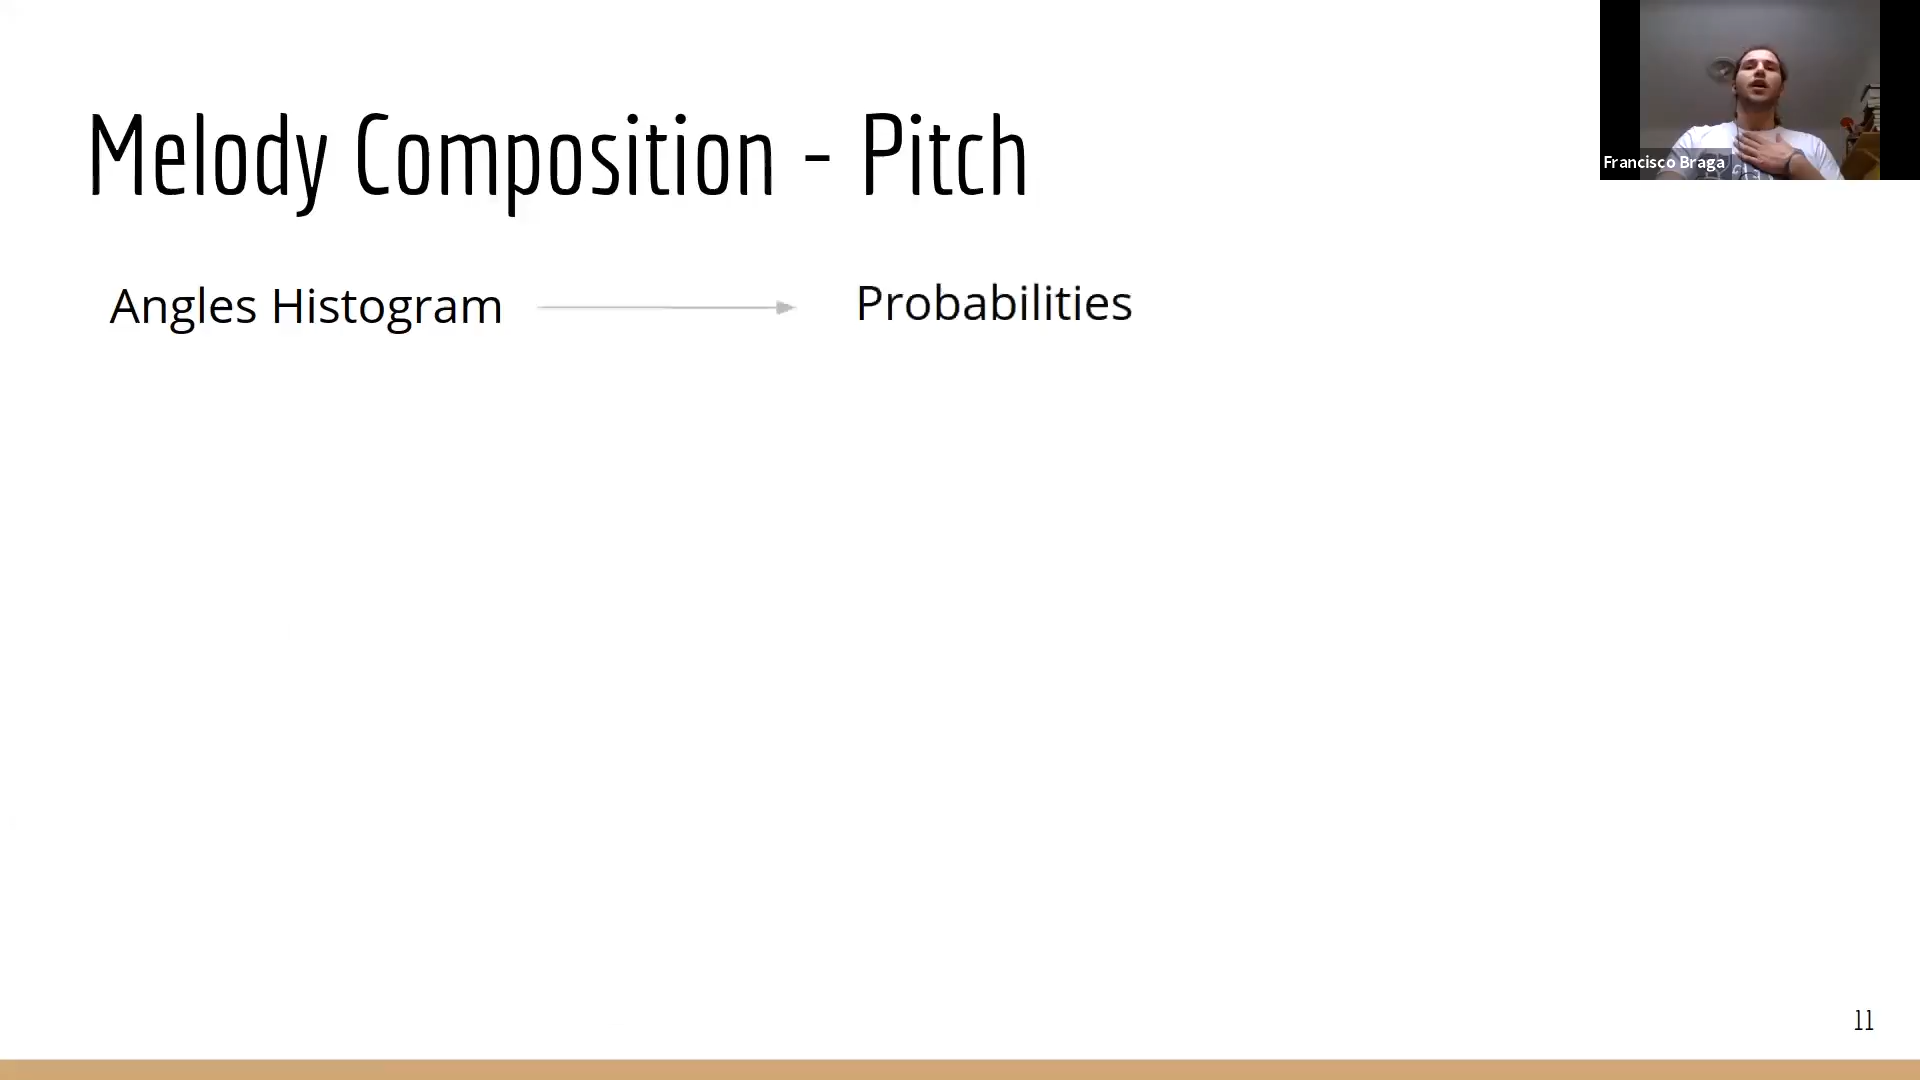 Melody Composition - Pitch
Francisco Braga
Angles Histogram
Probabilities
11